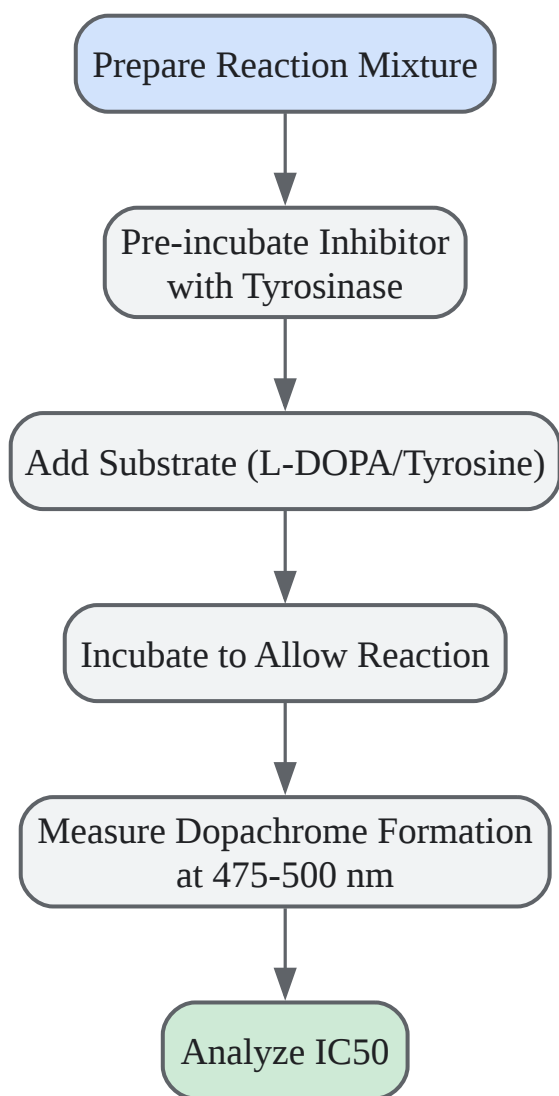 Prepare Reaction Mixture
Pre-incubate Inhibitor
with Tyrosinase
Add Substrate (L-DOPA/Tyrosine)
Incubate to Allow Reaction
Measure Dopachrome Formation
at 475-500 nm
Analyze IC50